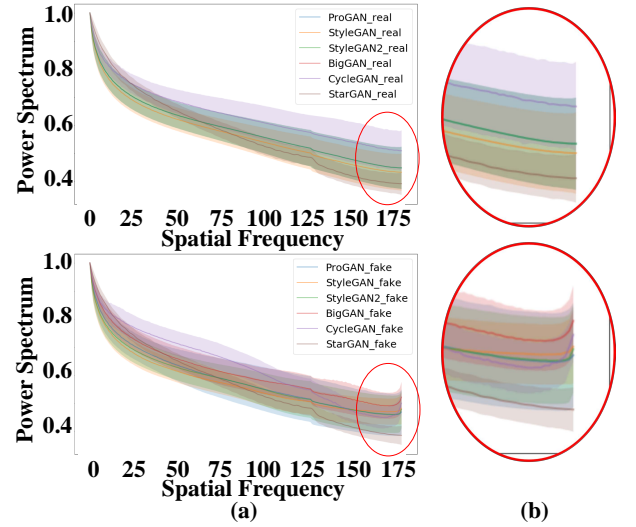 1.0
0.8
0.6
0.4
Power Spectrum
ProGAN_real
StyleGAN_real
StyleGAN2_real
BigGAN_real
CycleGAN_real
StarGAN_real
0 25 50 75 100 125 150 175
Spatial Frequency
1.0
0.8
0.6
0.4
Power Spectrum
ProGAN_fake
StyleGAN_fake
StyleGAN2_fake
BigGAN_fake
CycleGAN_fake
StarGAN_fake
0 25 50 75 100 125 150 175
Spatial Frequency
(a) (b)